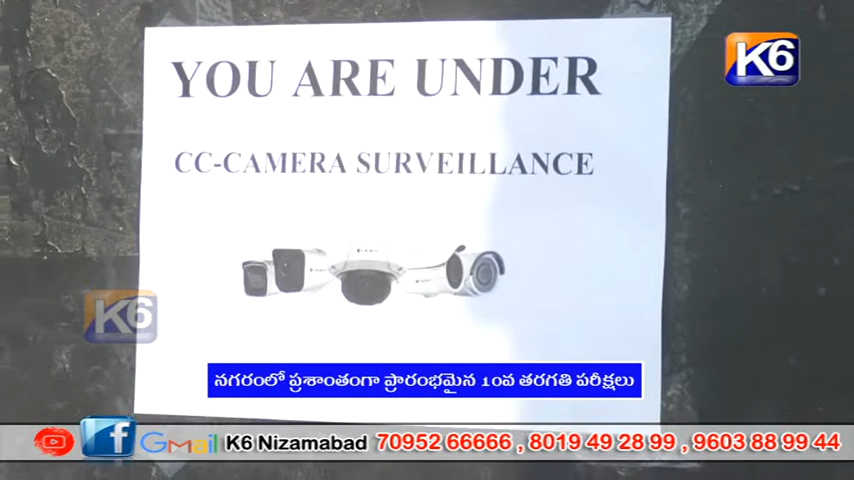 K6
YOU ARE UNDER
CC-CAMERA SURVEILLANCE
K6
నగరంలో ప్రశాంతంగా ప్రారంభమైన 10వ తరగతి పరీక్షలు
f Gmail K6 Nizamabad 70952 66666 , 8019 49 28 99 , 9603 88 99 44